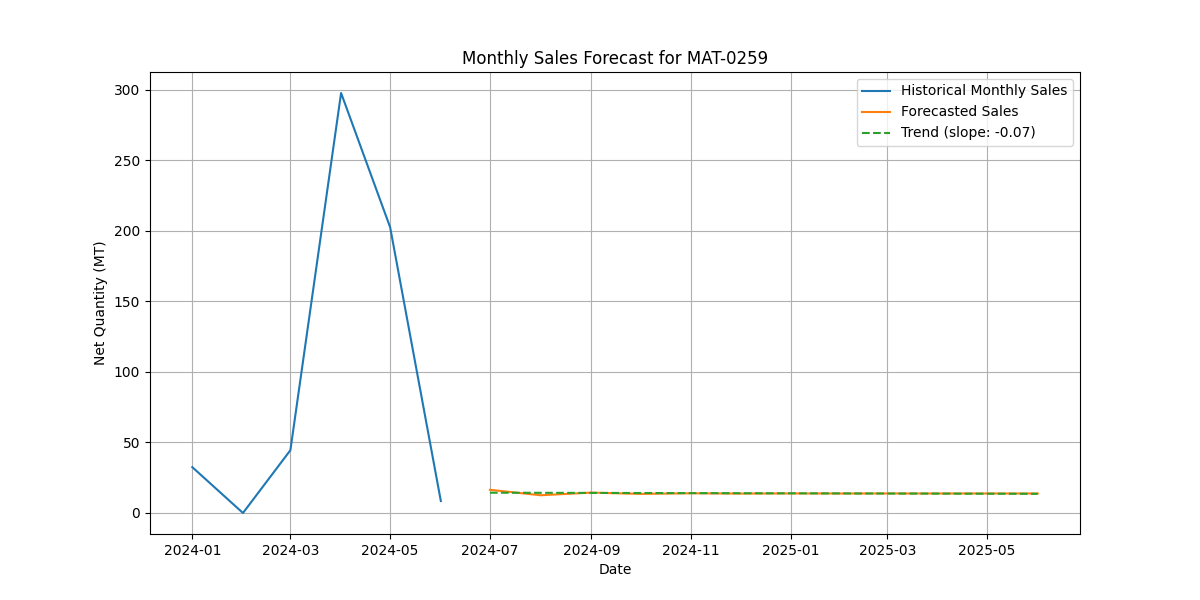 Monthly Sales Forecast for MAT-0259
Historical Monthly Sales
Forecasted Sales
Trend (slope: -0.07)
Net Quantity (MT)
300
250
200
150
100
50
0
2024-01 2024-03 2024-05 2024-07 2024-09 2024-11 2025-01 2025-03 2025-05
Date